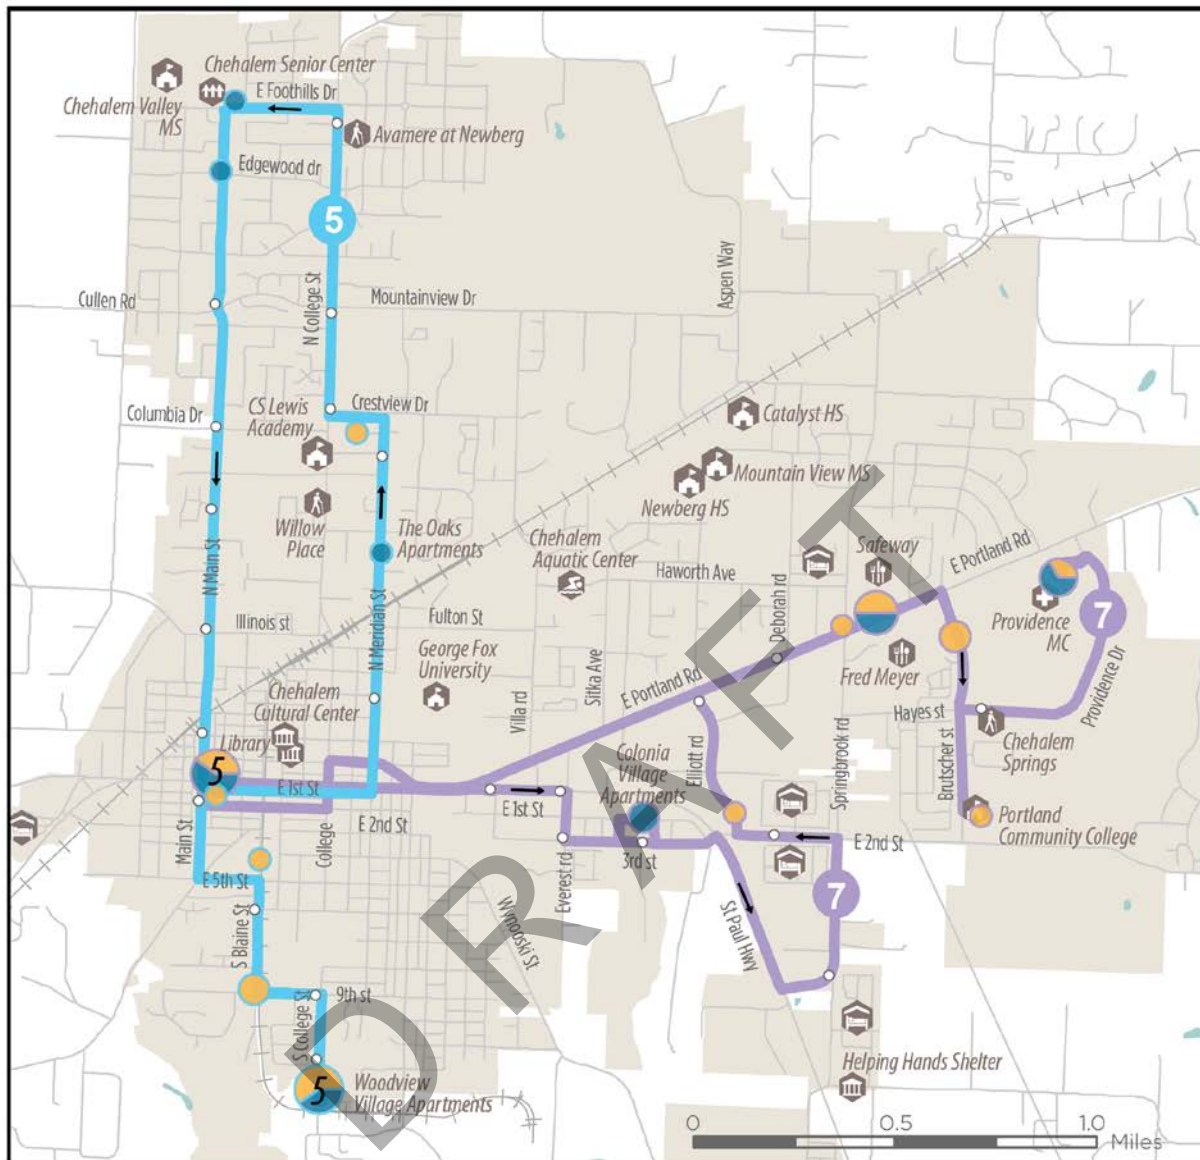 Chehalem Senior Center
E Foothills Dr
Chehalem Valley
MS
Avamere at Newberg
Edgewood dr
5
Aspen Way
N College St
Cullen Rd
Mountainview Dr
CS Lewis
Academy
Crestview Dr
Columbia Dr
Catalyst HS
Mountain View MS
Newberg HS
Willow
Place
The Oaks
Apartments
Chehalem
Aquatic Center
Safeway
E Portland Rd
Haworth Ave
N Main St
N Meridian St
Deborah rd
Illinois st
Fulton St
George Fox
University
Providence
MC
7
Sitka Ave
E Portland Rd
Fred Meyer
Villa rd
Chehalem
Cultural Center
Library
Hayes st
Providence Dr
Chehalem
Springs
Colonia
Village
Apartments
Elliott rd
Springbrook rd
Brutscher st
5
E 1st St
E 1st St
Portland
Community College
Main St
College
E 2nd St
E 2nd St
3rd st
Everest rd
E 5th St
7
S Blaine St
Wynooski St
St Paul HWY
9th st
S College St
Helping Hands Shelter
5
Woodview
Village Apartments
0 0.5 1.0
Miles
DRAFT